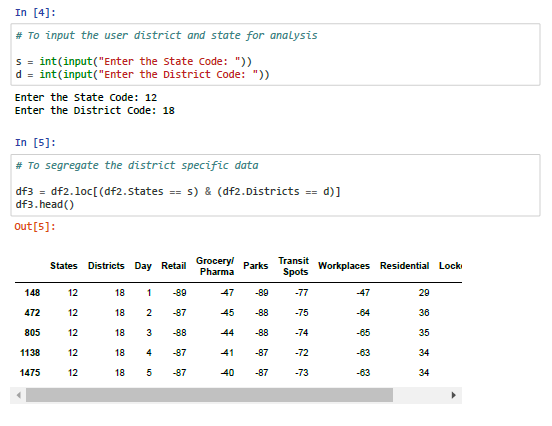 In [4]:
# To input the user district and state for analysis
s = int(input("Enter the State Code: "))
d = int(input("Enter the District Code: "))
Enter the State Code: 12
Enter the District Code: 18
In [5]:
# To segregate the district specific data
df3 = df2.loc[(df2.States == s) & (df2.Districts == d)]
df3.head()
Out[5]:
States Districts Day Retail Grocery/ Pharma Parks Transit Spots Workplaces Residential Lock
148 12 18 1 -89 -47 -89 -77 -47 29
472 12 18 2 -87 -45 -88 -75 -64 36
805 12 18 3 -88 -44 -88 -74 -65 35
1138 12 18 4 -87 -41 -87 -72 -63 34
1475 12 18 5 -87 -40 -87 -73 -63 34